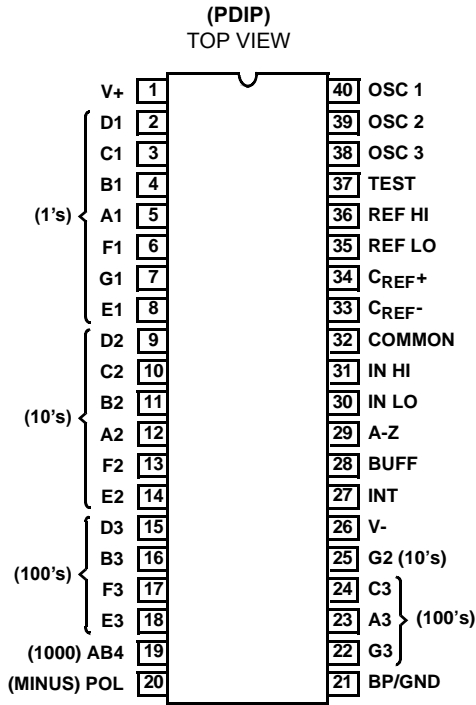 (PDIP)
TOP VIEW
V+ 1 40 OSC 1
D1 2 39 OSC 2
C1 3 38 OSC 3
B1 4 37 TEST
(1's) A1 5 36 REF HI
F1 6 35 REF LO
G1 7 34 CREF+
E1 8 33 CREF-
D2 9 32 COMMON
C2 10 31 IN HI
B2 11 30 IN LO
(10's) A2 12 29 A-Z
F2 13 28 BUFF
E2 14 27 INT
D3 15 26 V-
B3 16 25 G2 (10's)
(100's) F3 17 24 C3
E3 18 23 A3 (100's)
(1000) AB4 19 22 G3
(MINUS) POL 20 21 BP/GND